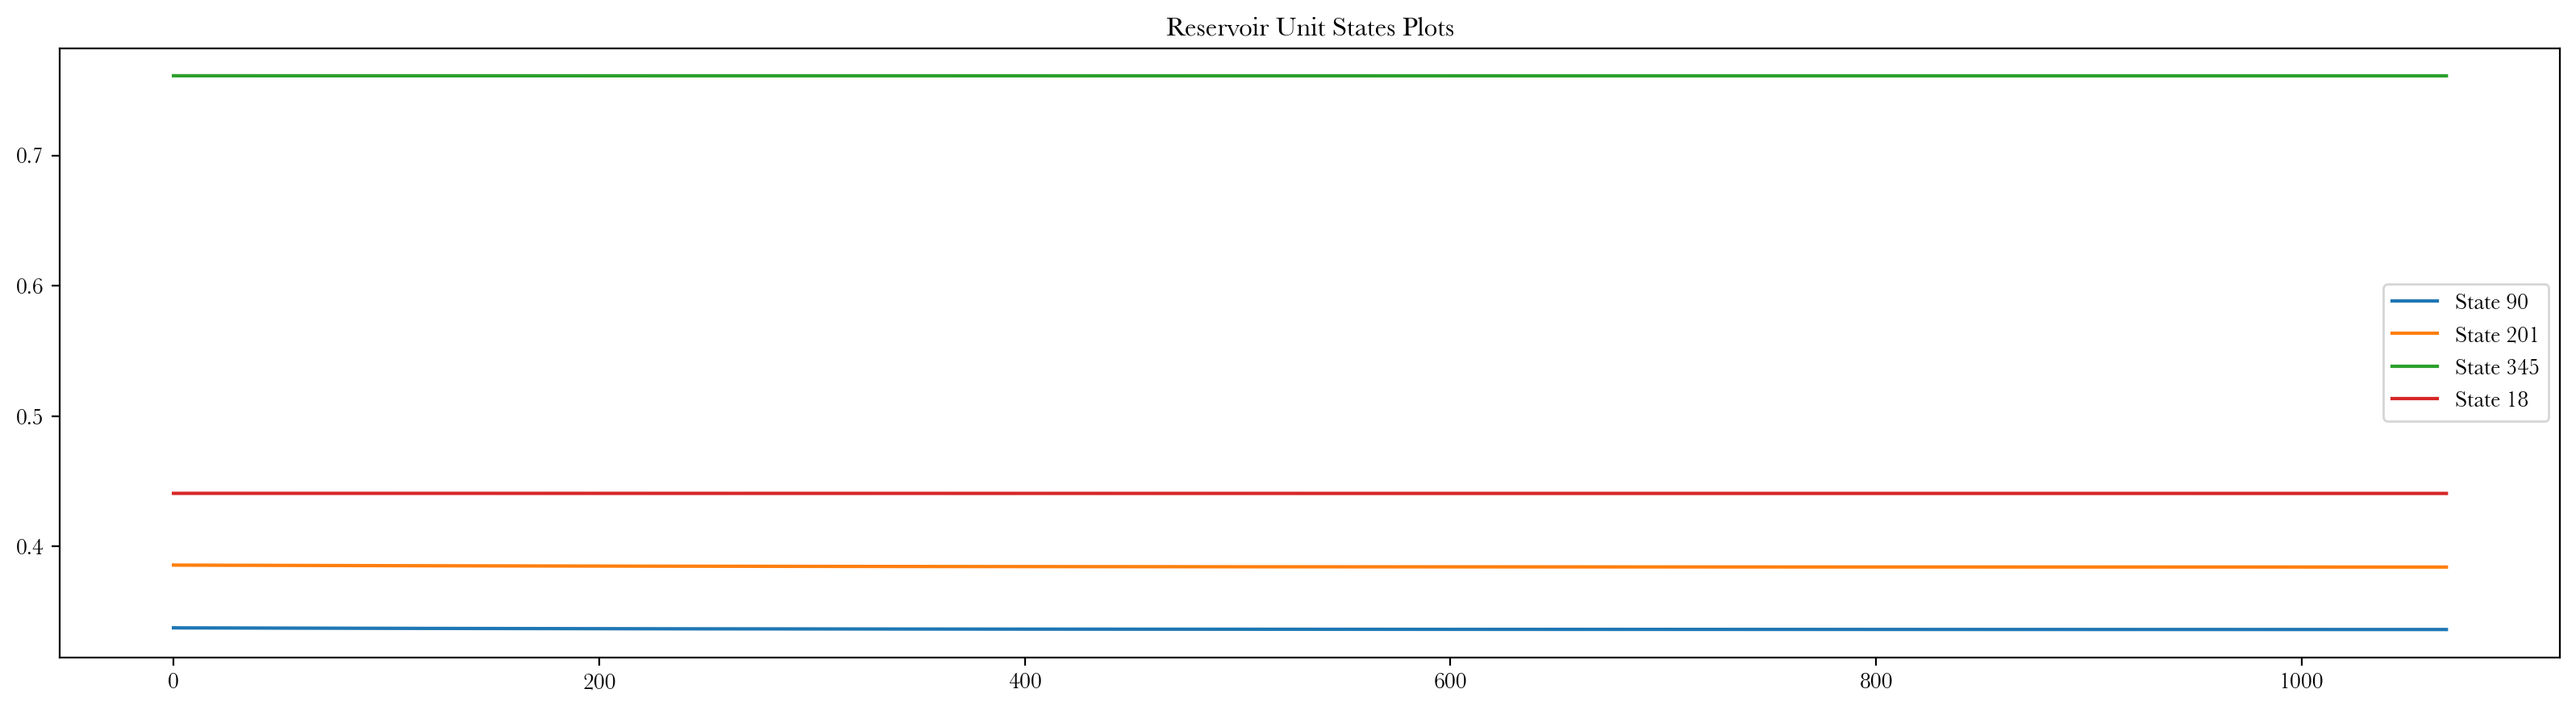 Reservoir Unit States Plots
0.7
0.6
0.5
0.4
State 90
State 201
State 345
State 18
0 200 400 600 800 1000